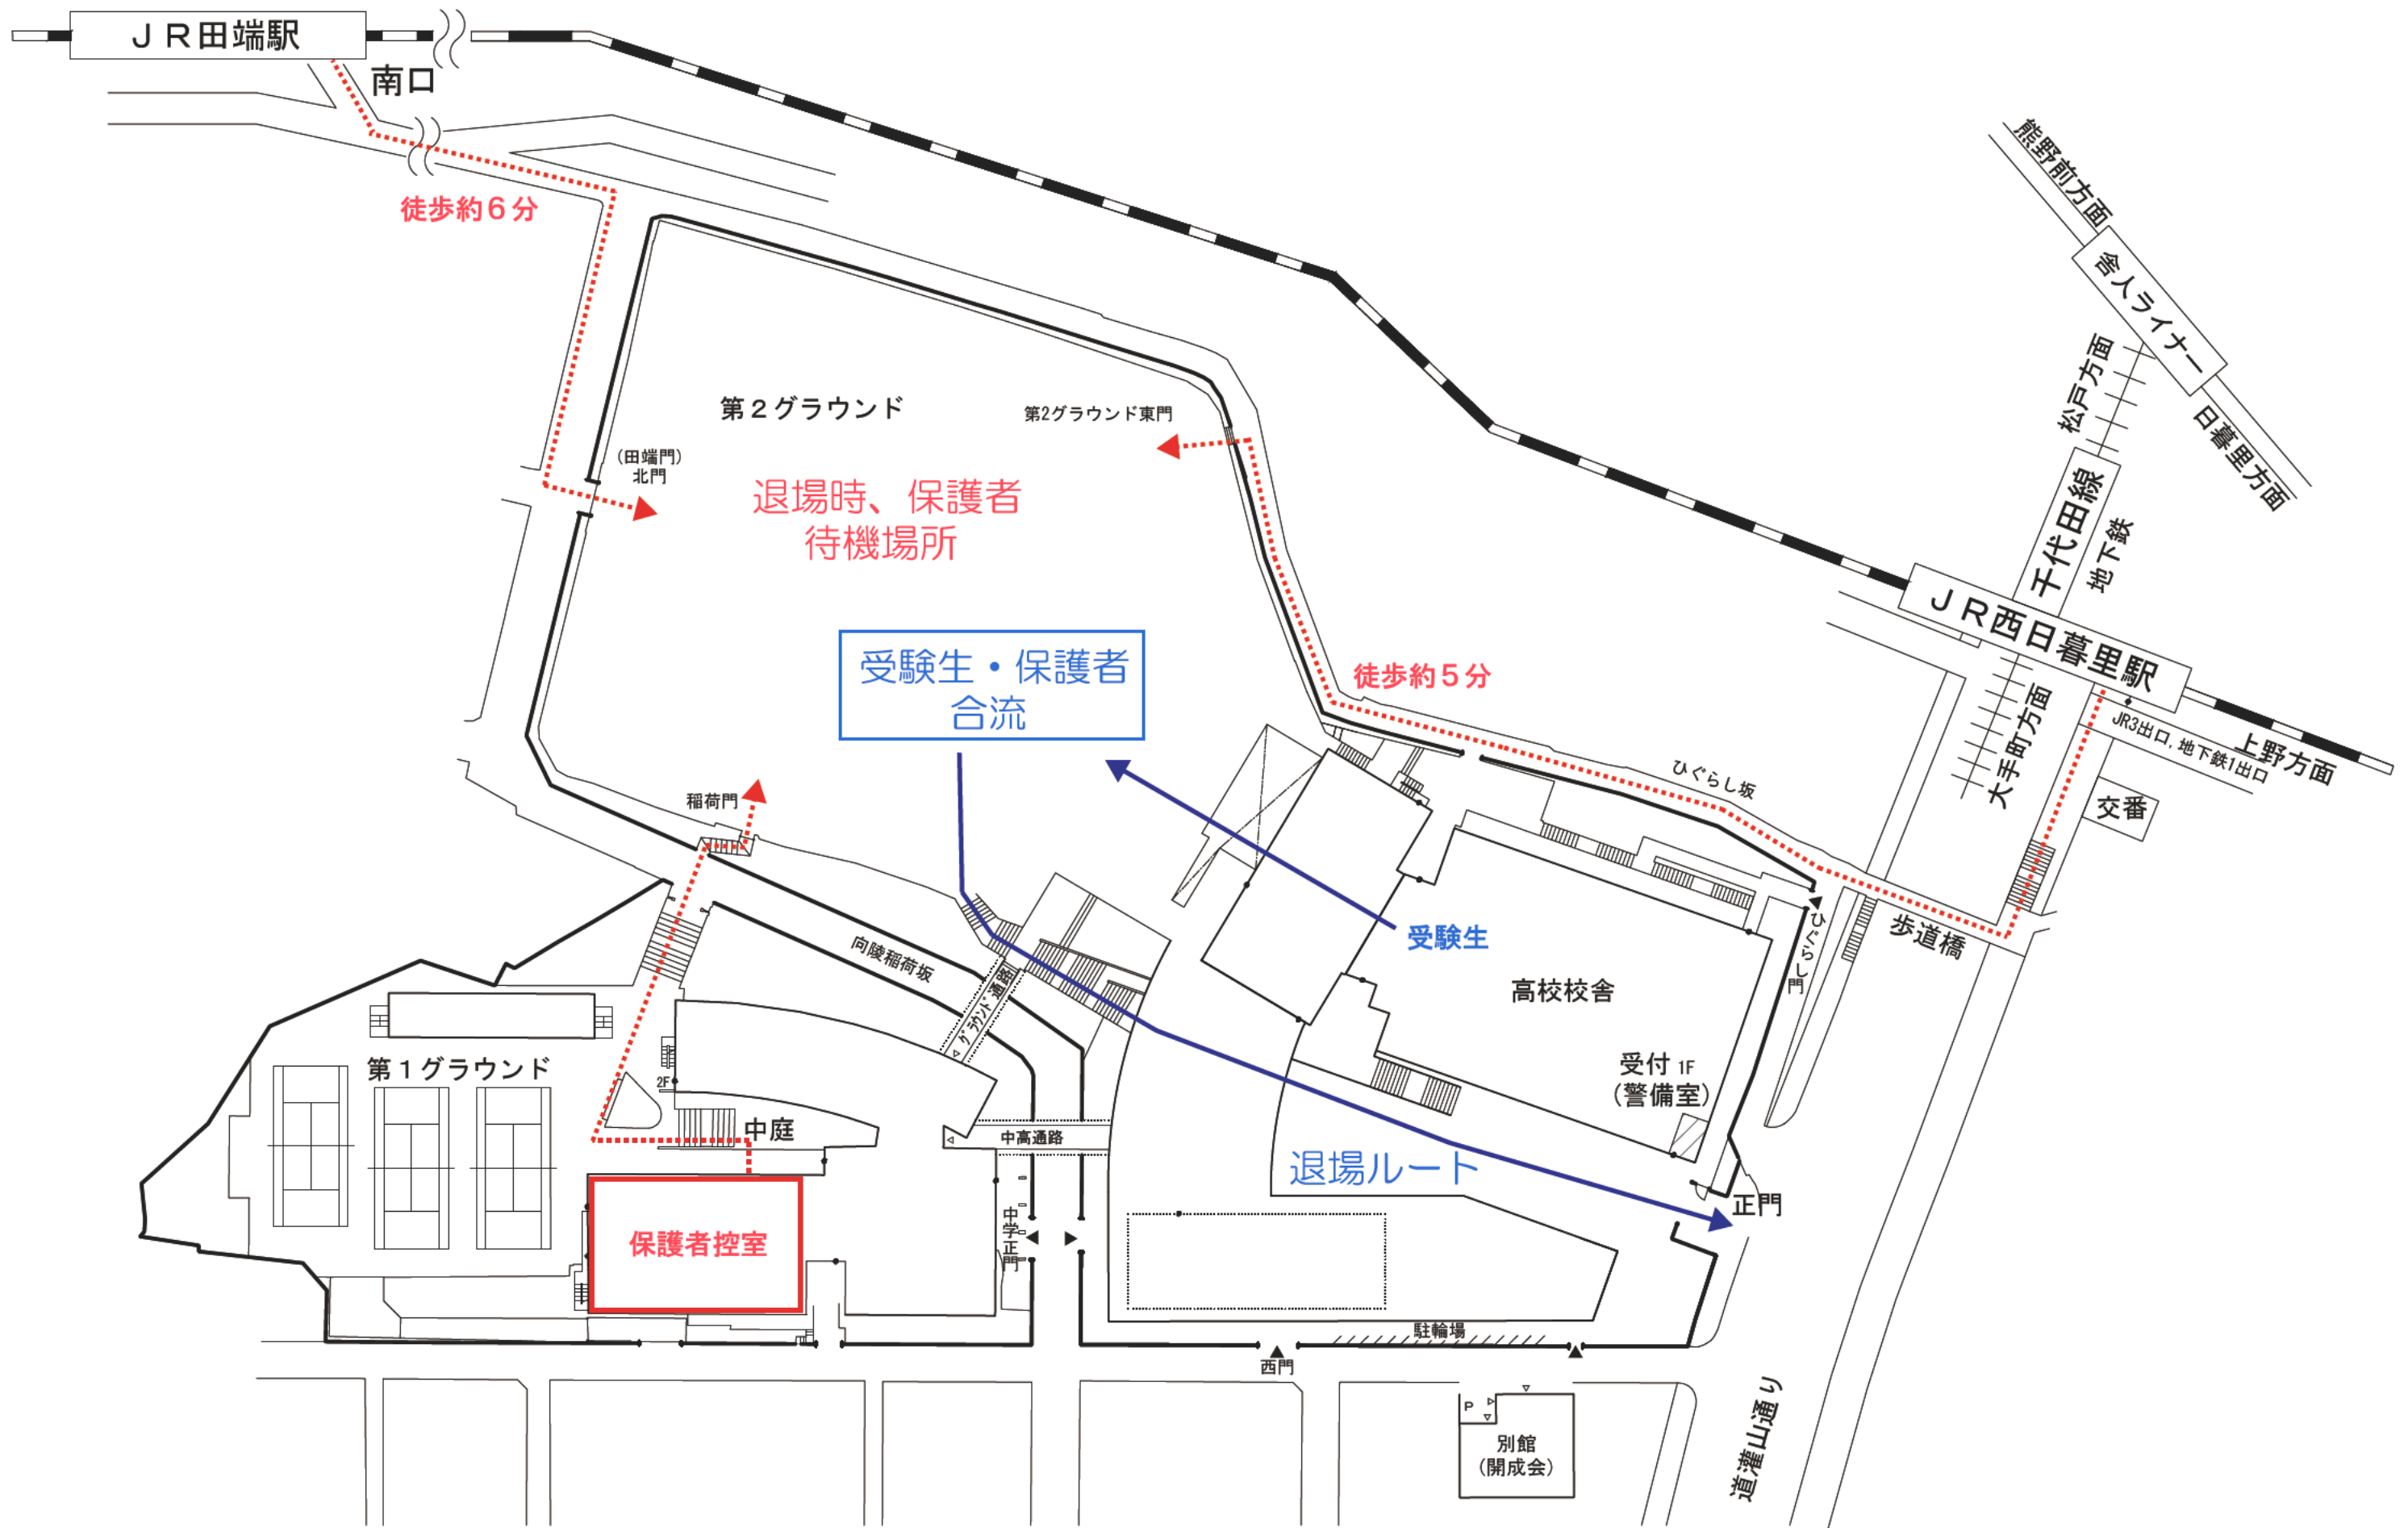 ＪＲ田端駅
南口
徒歩約６分
熊野前方面
舎人ライナー
日暮里方面
松戸方面
千代田線
地下鉄
ＪＲ西日暮里駅
大手町方面
JR3出口, 地下鉄1出口
上野方面
交番
第２グラウンド
第2グラウンド東門
(田端門)
北門
退場時、保護者
待機場所
受験生・保護者
合流
徒歩約５分
ひぐらし坂
稲荷門
向陵稲荷坂
グラウンド通路
受験生
高校校舎
ひぐらし門
歩道橋
第１グラウンド
2F
中庭
中高通路
受付 1F
(警備室)
退場ルート
正門
保護者控室
中学正門
駐輪場
西門
P
別館
(開成会)
道灌山通り